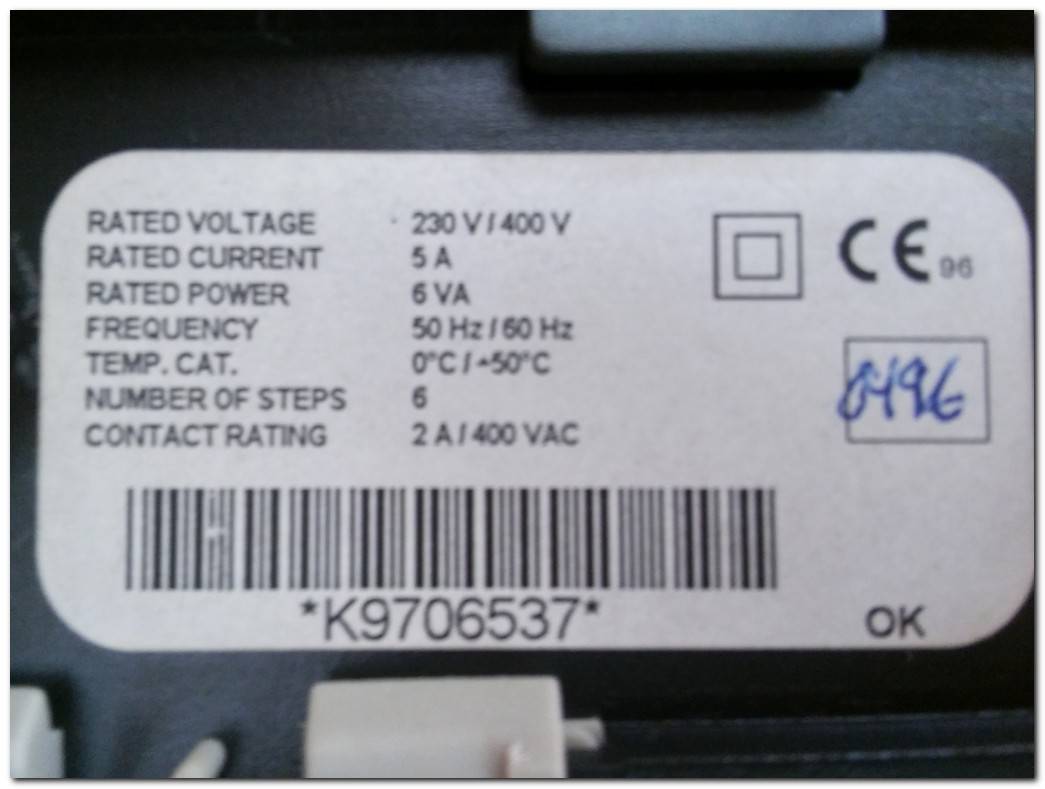 RATED VOLTAGE 230 V / 400 V
RATED CURRENT 5 A
RATED POWER 6 VA
FREQUENCY 50 Hz / 60 Hz
TEMP. CAT. 0°C / +50°C
NUMBER OF STEPS 6
CONTACT RATING 2 A / 400 VAC
CE 96
0496
*K9706537*
OK